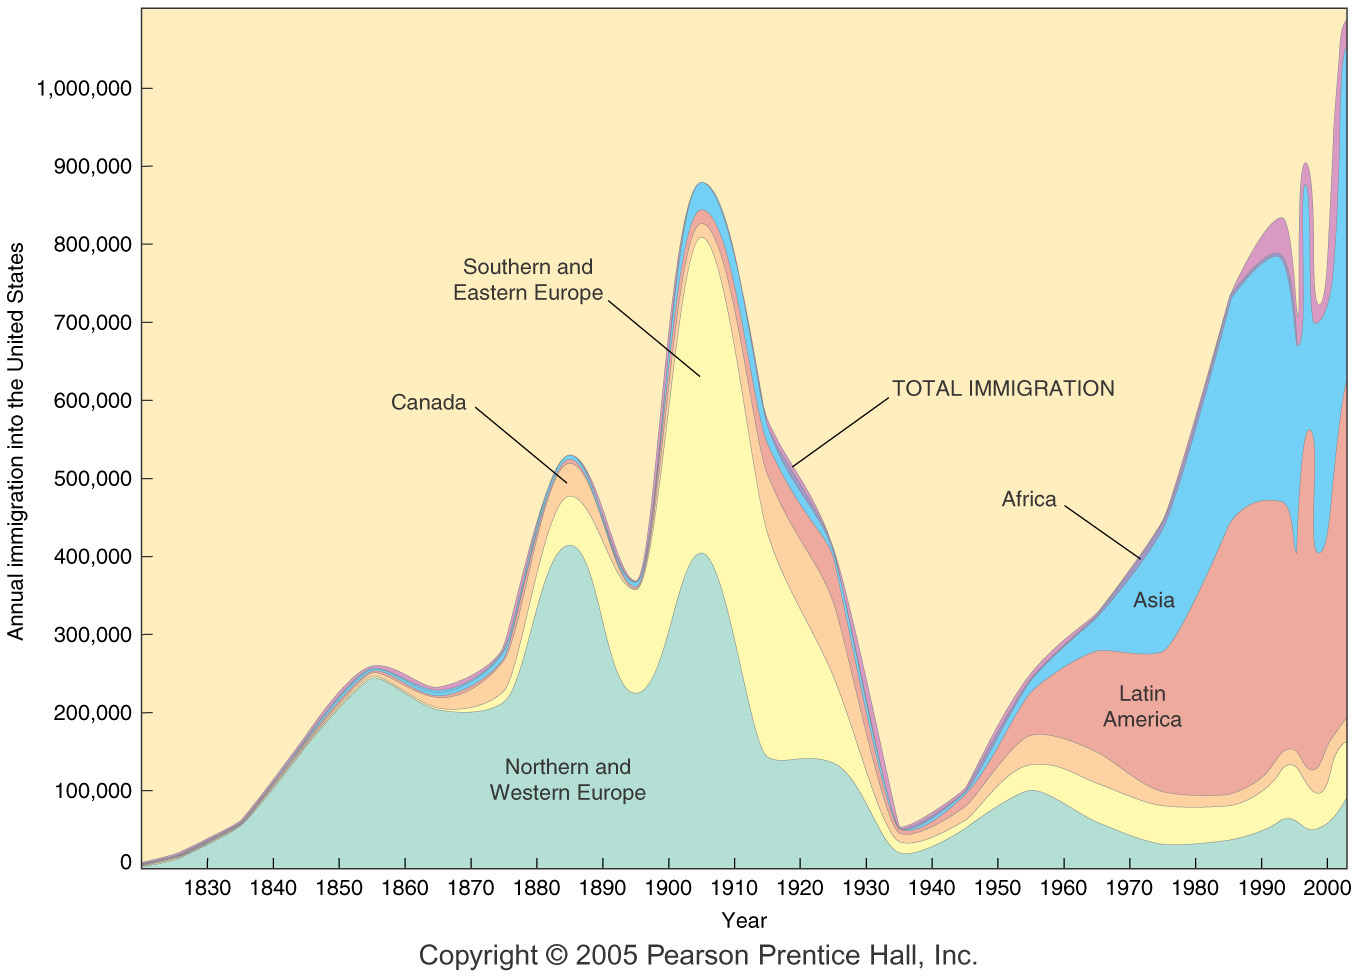 Annual immigration into the United States
1,000,000
900,000
800,000
700,000
600,000
500,000
400,000
300,000
200,000
100,000
0
Southern and
Eastern Europe
Canada
TOTAL IMMIGRATION
Africa
Asia
Latin
America
Northern and
Western Europe
1830 1840 1850 1860 1870 1880 1890 1900 1910 1920 1930 1940 1950 1960 1970 1980 1990 2000
Year
Copyright © 2005 Pearson Prentice Hall, Inc.